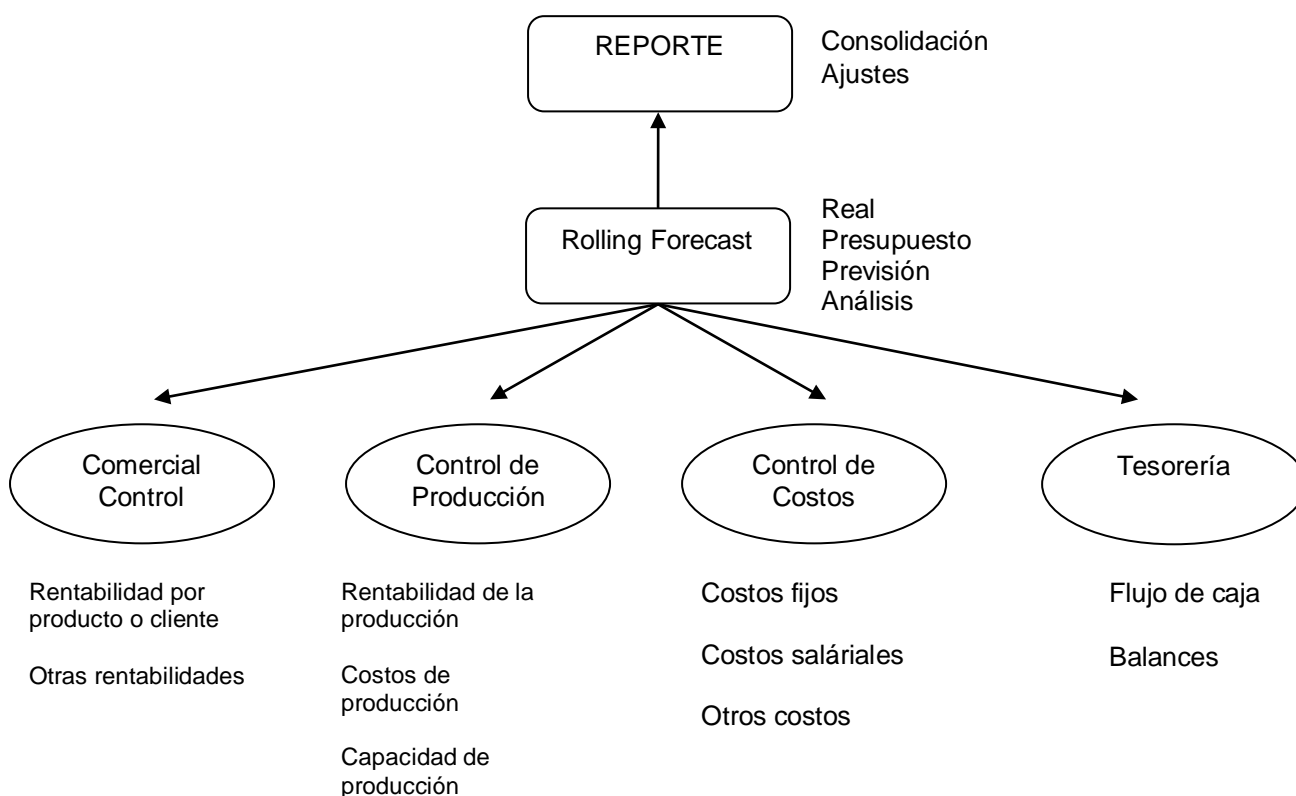 REPORTE
Consolidación
Ajustes
Rolling Forecast
Real
Presupuesto
Previsión
Análisis
Comercial
Control
Control de
Producción
Control de
Costos
Tesorería
Rentabilidad por
producto o cliente
Otras rentabilidades
Rentabilidad de la
producción
Costos de
producción
Capacidad de
producción
Costos fijos
Costos saláriales
Otros costos
Flujo de caja
Balances